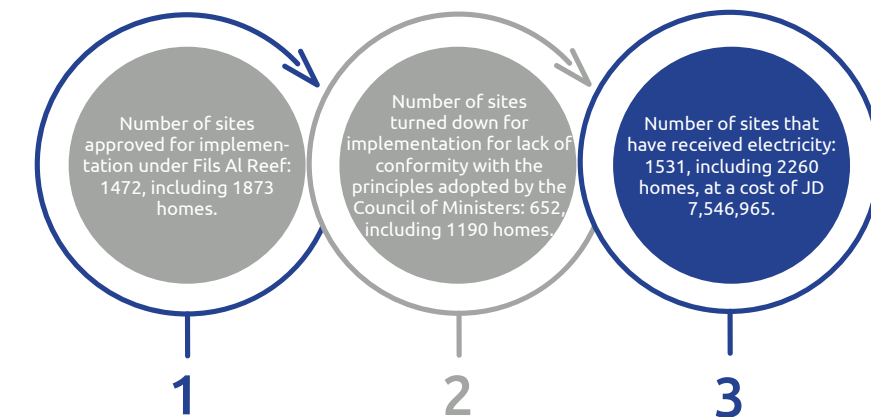 Number of sites
approved for implemen-
tation under Fils Al Reef:
1472, including 1873
homes.
1
Number of sites
turned down for
implementation for lack of
conformity with the
principles adopted by the
Council of Ministers: 652,
including 1190 homes.
2
Number of sites that
have received electricity:
1531, including 2260
homes, at a cost of JD
7,546,965.
3